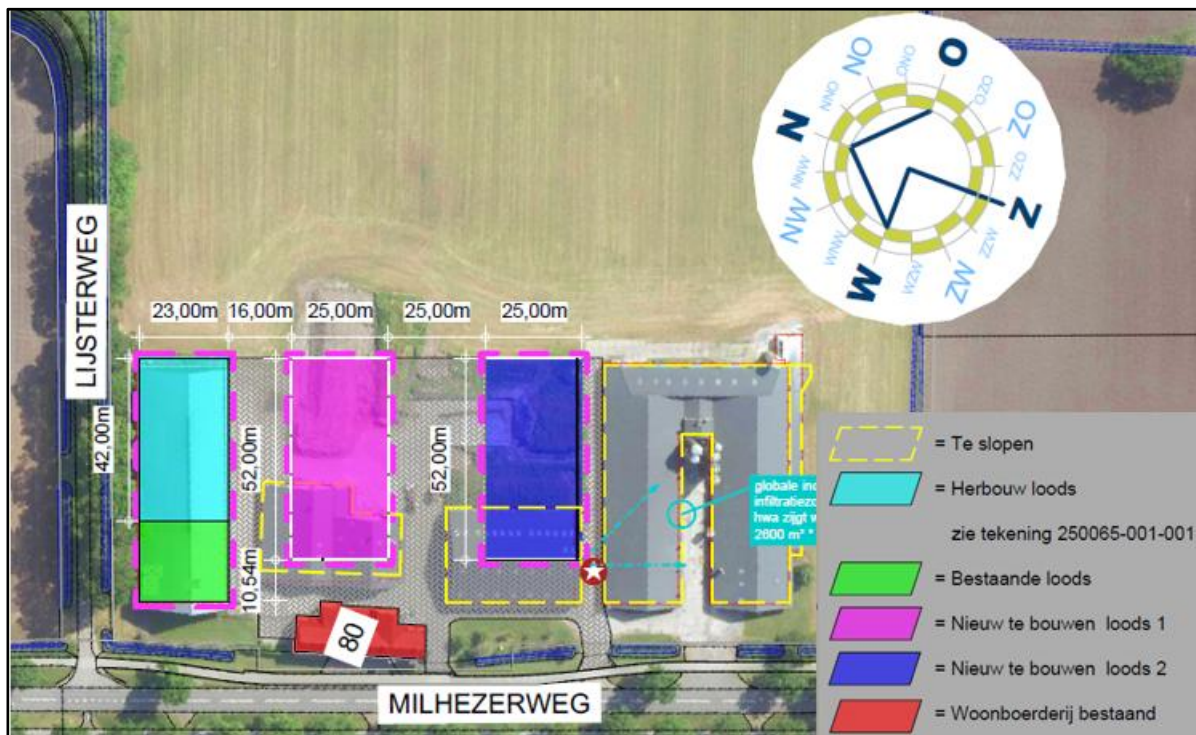 N
NNO
NO
ONO
O
OZO
ZO
ZZO
Z
ZZW
ZW
WZW
W
WNW
NW
NNW
LIJSTERWEG
23,00m
16,00m
25,00m
25,00m
25,00m
42,00m
52,00m
52,00m
10,54m
80
MILHEZERWEG
globale
infiltratiezo
hwa zijgt w
2600 m³
= Te slopen
= Herbouw loods
zie tekening 250065-001-001
= Bestaande loods
= Nieuw te bouwen loods 1
= Nieuw te bouwen loods 2
= Woonboerderij bestaand